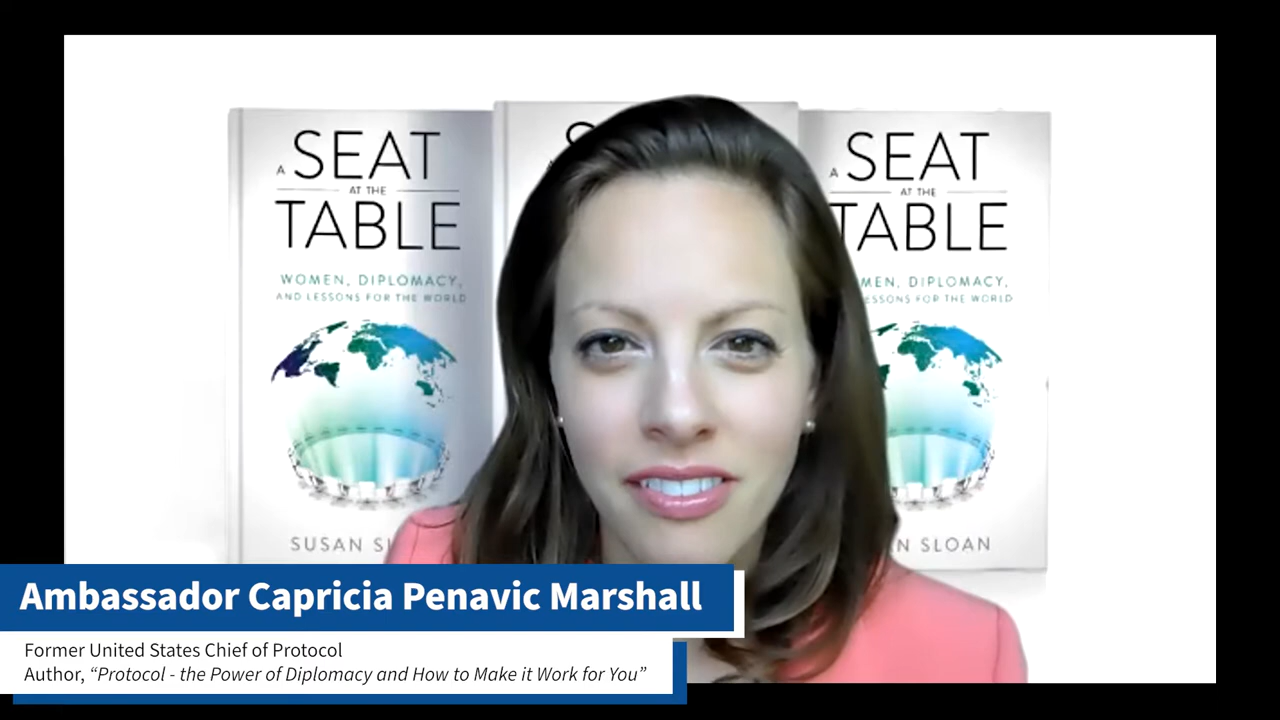 A SEAT
AT THE
TABLE
WOMEN, DIPLOMACY,
AND LESSONS FOR THE WORLD
SUSAN
S
A SEAT
AT THE
TABLE
MEN, DIPLOMACY,
ESSONS FOR THE WORLD
N SLOAN
Ambassador Capricia Penavic Marshall
Former United States Chief of Protocol
Author, “Protocol - the Power of Diplomacy and How to Make it Work for You”